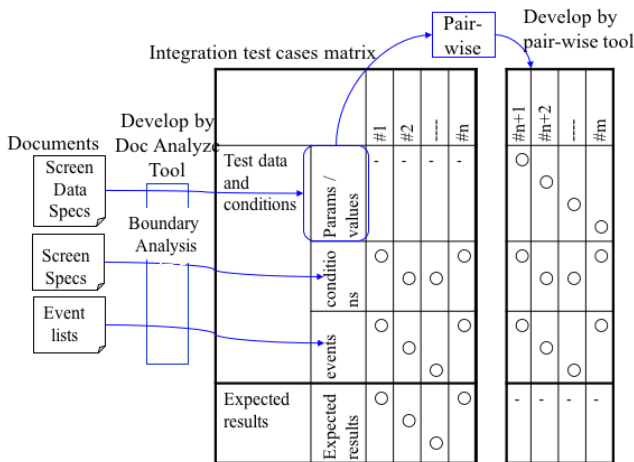 Pair-
wise
Develop by
pair-wise tool
Integration test cases matrix
#1
#2
----
#n
#n+1
#n+2
----
#m
Documents
Develop by
Doc Analyze
Tool
Screen
Data
Specs
Boundary
Analysis
Screen
Specs
Event
lists
Test data
and
conditions
Params /
values
- - - -
conditio
ns
events
Expected
results
Expected
results
- - - -